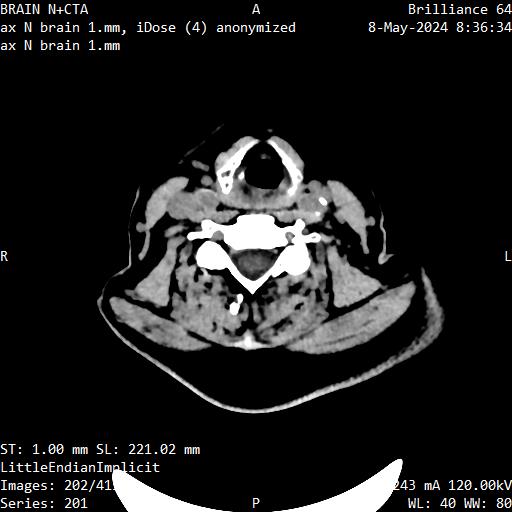 BRAIN N+CTA
A
Brilliance 64
ax N brain 1.mm, iDose (4) anonymized
8-May-2024 8:36:34
ax N brain 1.mm
R
L
ST: 1.00 mm SL: 221.02 mm
LittleEndianImplicit
Images: 202/41
243 mA 120.00kV
Series: 201
P
WL: 40 WW: 80